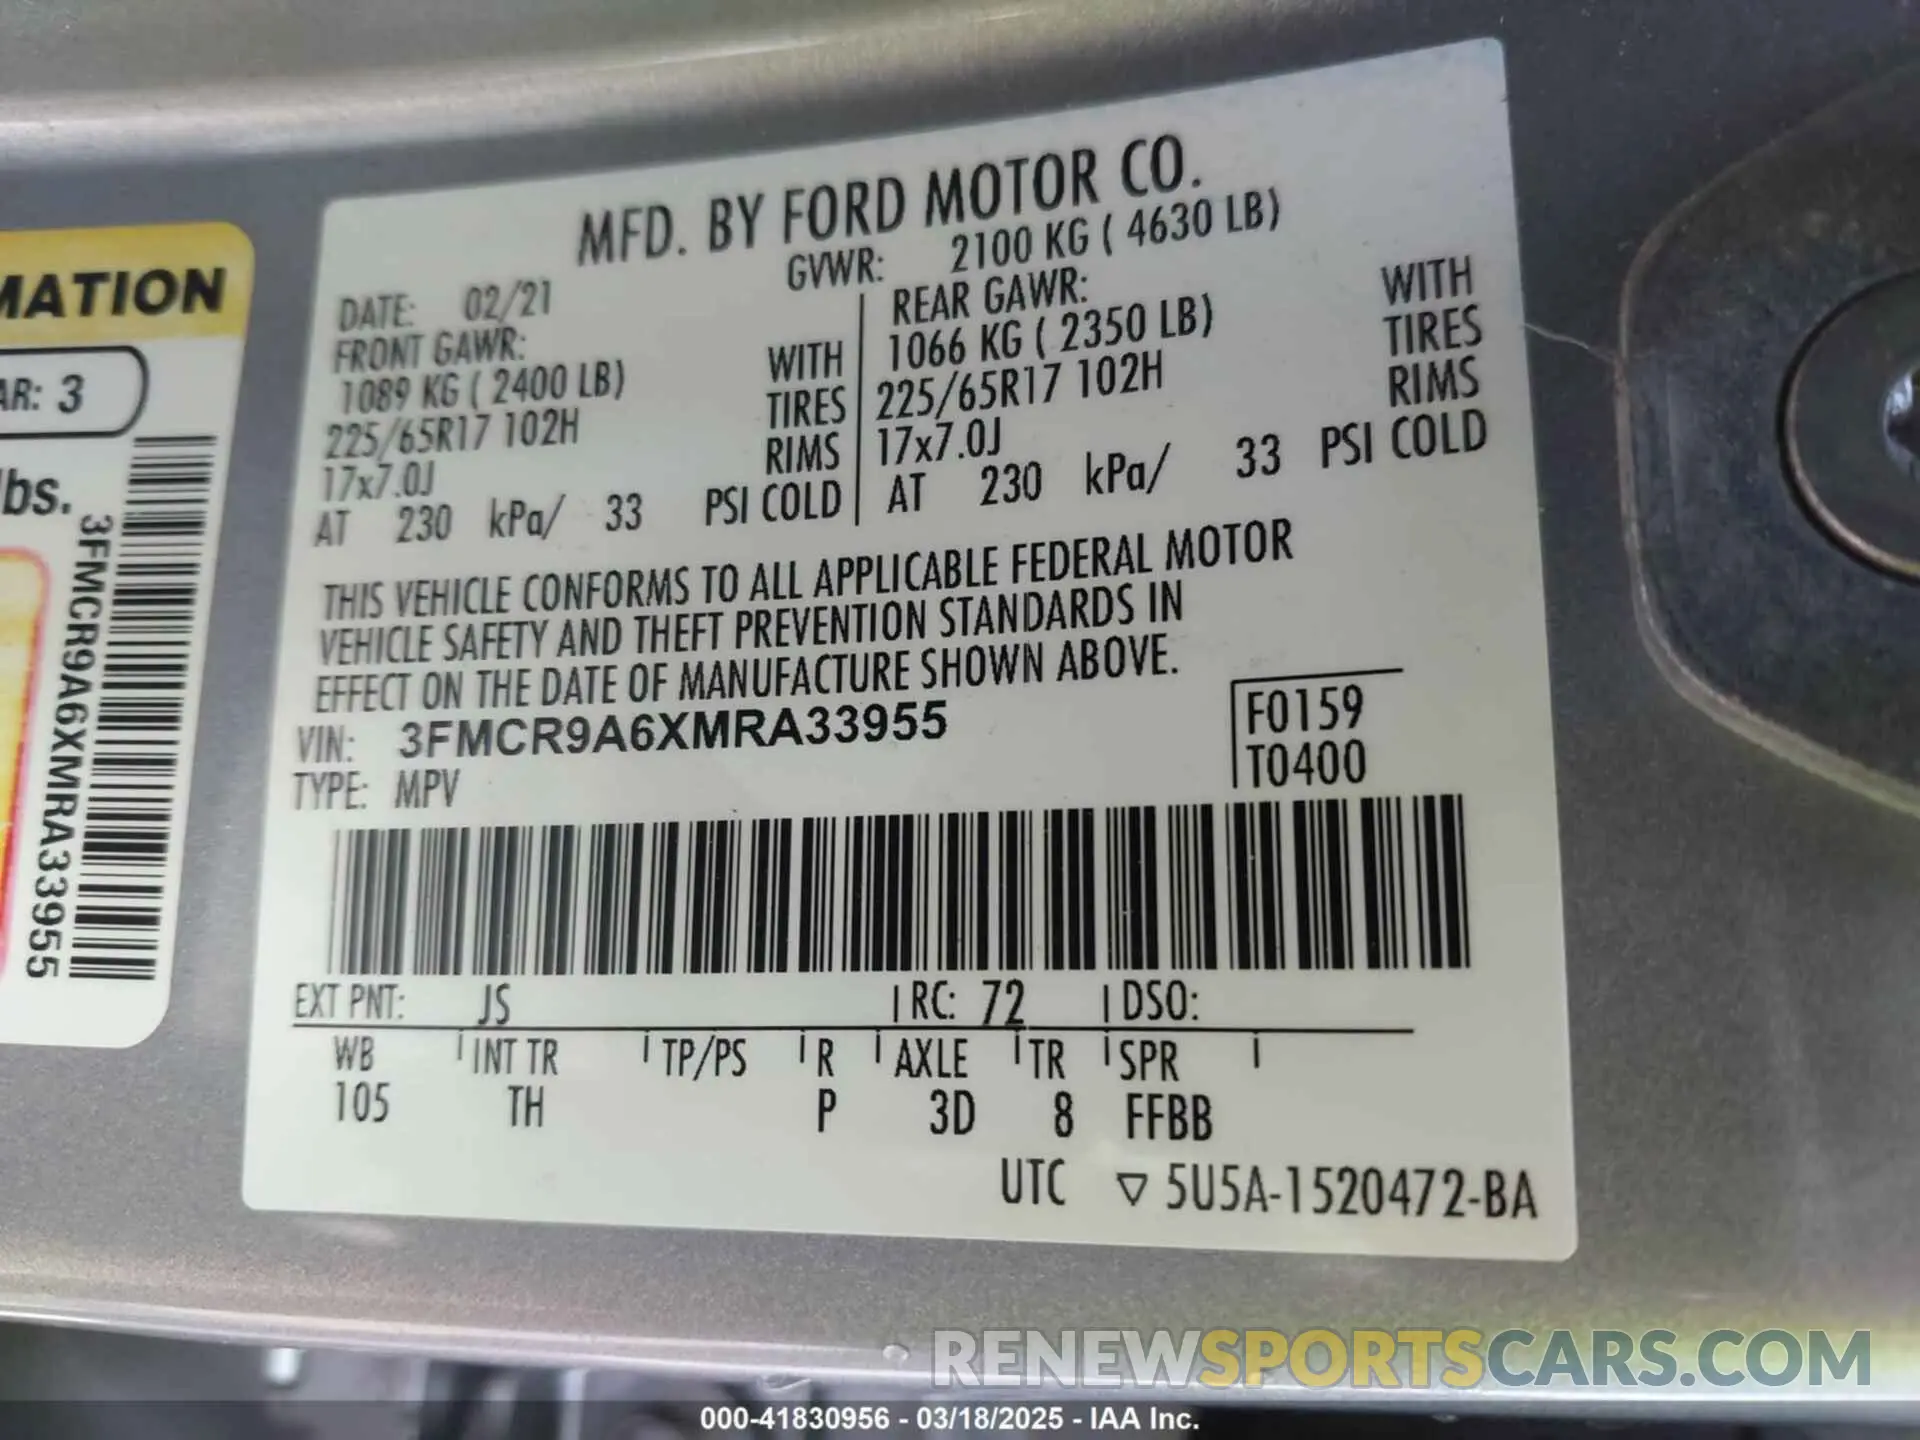 MATION
AR: 3
lbs.
3FMCR9A6XMRA33955
MFD. BY FORD MOTOR CO.
DATE: 02/21 GVWR: 2100 KG ( 4630 LB)
FRONT GAWR: REAR GAWR:
1089 KG ( 2400 LB) WITH 1066 KG ( 2350 LB) WITH
225/65R17 102H TIRES 225/65R17 102H TIRES
17x7.0J RIMS 17x7.0J RIMS
AT 230 kPa/ 33 PSI COLD AT 230 kPa/ 33 PSI COLD
THIS VEHICLE CONFORMS TO ALL APPLICABLE FEDERAL MOTOR
VEHICLE SAFETY AND THEFT PREVENTION STANDARDS IN
EFFECT ON THE DATE OF MANUFACTURE SHOWN ABOVE.
VIN: 3FMCR9A6XMRA33955 F0159
TYPE: MPV T0400
EXT PNT: JS RC: 72 DSO:
WB INT TR TP/PS R AXLE TR SPR
105 TH P 3D 8 FFBB
UTC ▽ 5U5A-1520472-BA
RENEWSPORTSCARS.COM
000-41830956 - 03/18/2025 - IAA Inc.